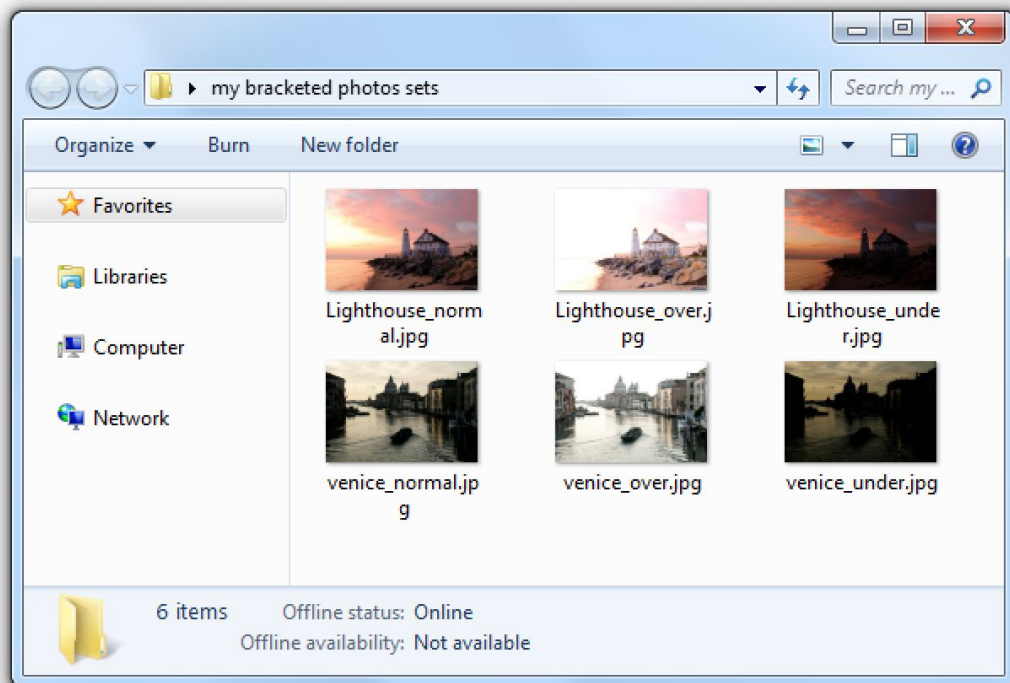 my bracketed photos sets
Search my ...
Organize
Burn
New folder
Favorites
Libraries
Computer
Network
Lighthouse_norm
al.jpg
Lighthouse_over.j
pg
Lighthouse_unde
r.jpg
venice_normal.jp
g
venice_over.jpg
venice_under.jpg
6 items
Offline status: Online
Offline availability: Not available